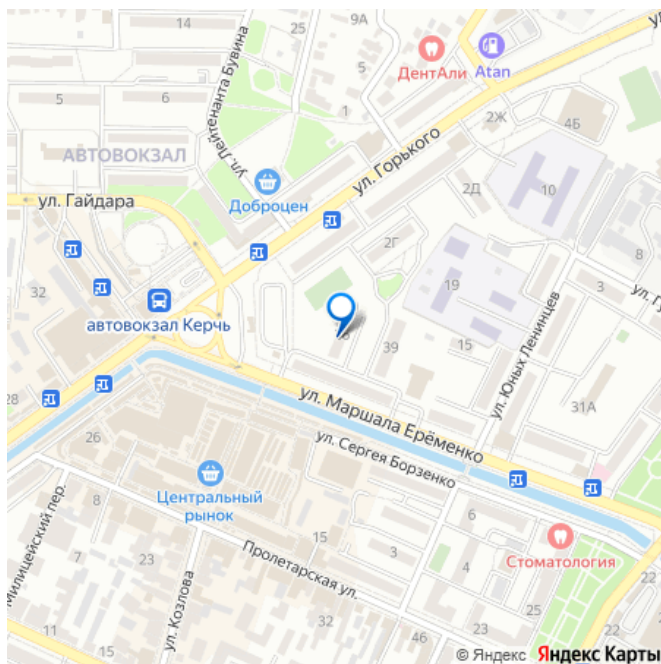 14
9А
ул.
25
ДентАли
Atan
5
5
6
1
2Ж
4Б
ул. Лейтенанта Бувина
АВТОВОКЗАЛ
ул. Горького
ул. Гайдара
Доброцен
2Д
10
2Г
8
32
19
3
автовокзал Керчь
39
15
ул. Юных Ленинцев
28
ул. Маршала Ерёменко
31А
26
ул. Сергея Борзенко
Центральный
рынок
8
6
Милицейский пер.
23
15
3
Стоматология
7
Пролетарская ул.
4
25
22
ул. Козлова
11
15
32
46
© Яндекс Яндекс Карты